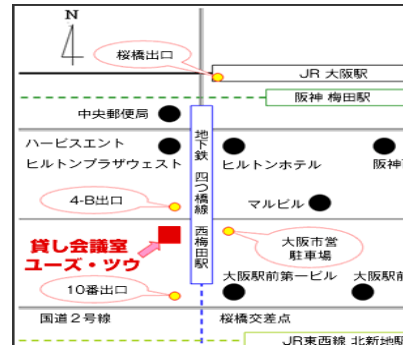 N
桜橋出口
JR 大阪駅
阪神 梅田駅
中央郵便局
ハービスエント
ヒルトンプラザウェスト
地下鉄 四つ橋線 西梅田駅
ヒルトンホテル
阪神
4-B出口
マルビル
貸し会議室
ユーズ・ツウ
大阪市営
駐車場
10番出口
大阪駅前第一ビル
大阪駅前
国道2号線
桜橋交差点
JR東西線 北新地駅